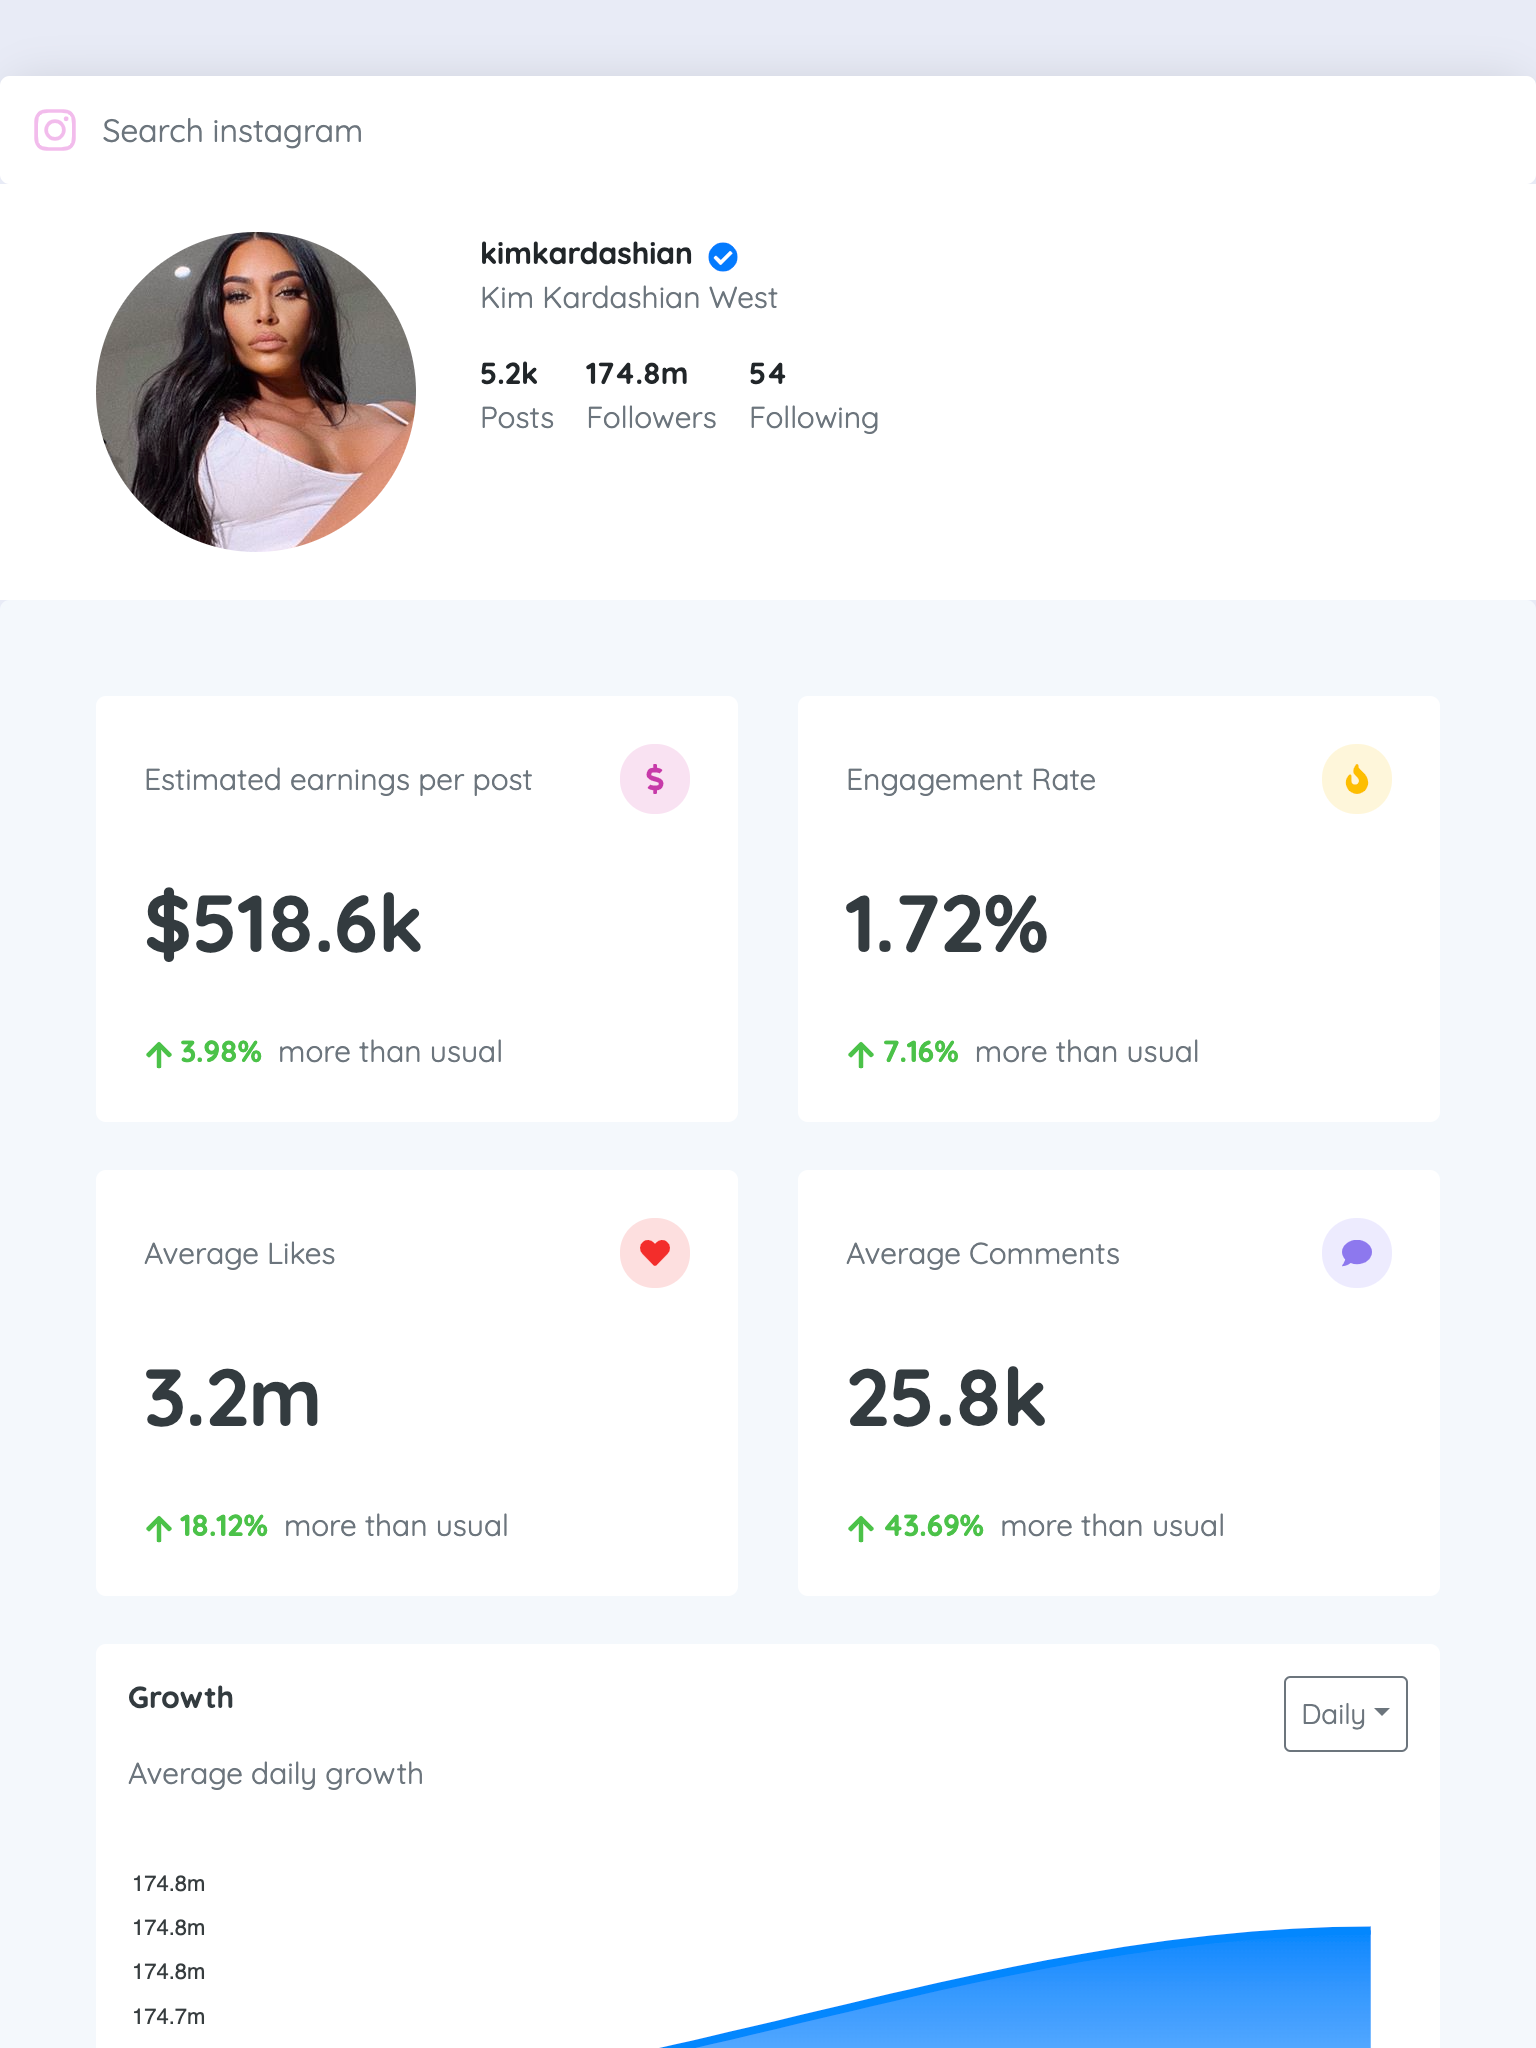 Search instagram
kimkardashian
Kim Kardashian West
5.2k 174.8m 54
Posts Followers Following
Estimated earnings per post
$518.6k
3.98% more than usual
Engagement Rate
1.72%
7.16% more than usual
Average Likes
3.2m
18.12% more than usual
Average Comments
25.8k
43.69% more than usual
Growth
Daily
Average daily growth
174.8m
174.8m
174.8m
174.7m